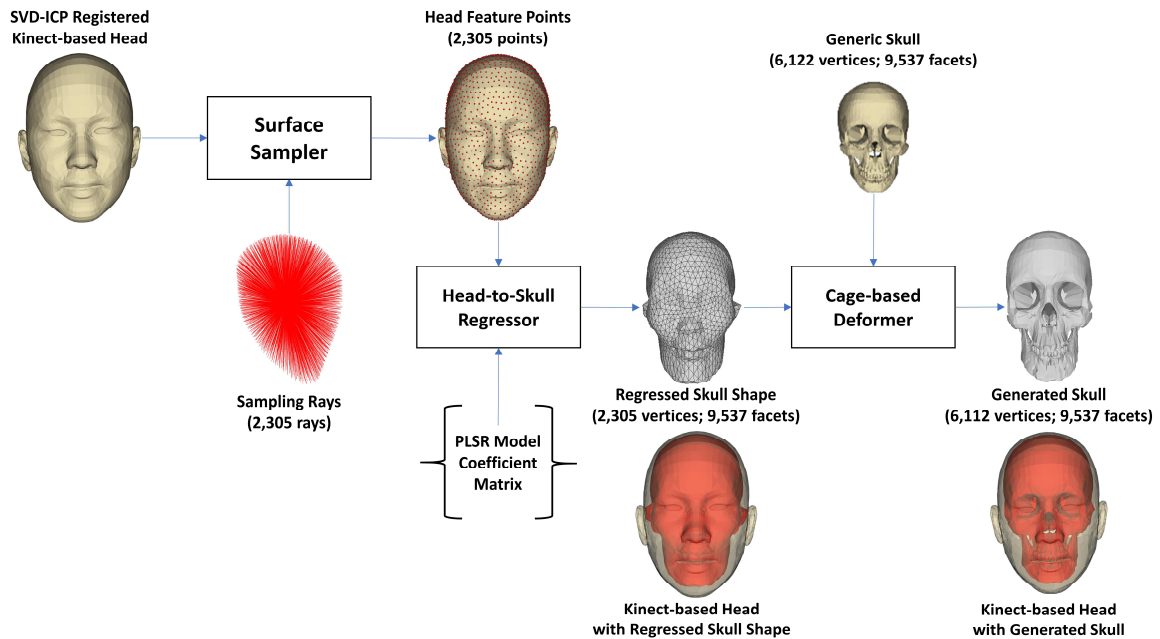 SVD-ICP Registered
Kinect-based Head
Head Feature Points
(2,305 points)
Generic Skull
(6,122 vertices; 9,537 facets)
Surface
Sampler
Sampling Rays
(2,305 rays)
Head-to-Skull
Regressor
Cage-based
Deformer
PLSR Model
Coefficient
Matrix
Regressed Skull Shape
(2,305 vertices; 9,537 facets)
Generated Skull
(6,112 vertices; 9,537 facets)
Kinect-based Head
with Regressed Skull Shape
Kinect-based Head
with Generated Skull